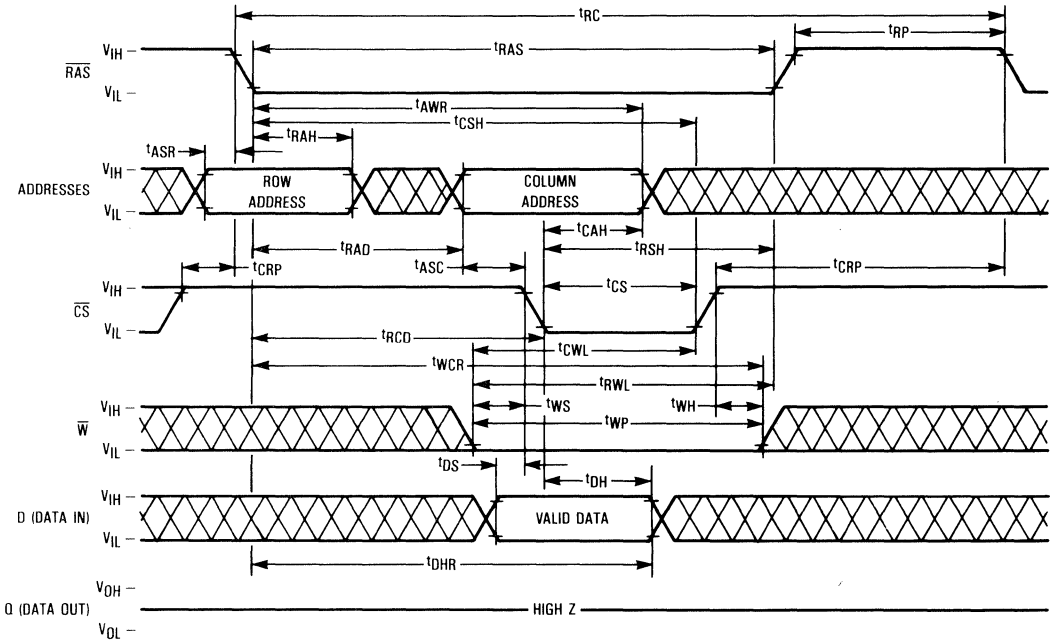 tRC
tRAS
tRP
VIH
RAS
VIL
tAWR
tCSH
tRAH
tASR
VIH
ADDRESSES
VIL
ROW
ADDRESS
COLUMN
ADDRESS
tCAH
tRAD
tRSH
tCRP
tASC
tCRP
VIH
CS
VIL
tCS
tRCD
tCWL
tWCR
tRWL
VIH
W
VIL
tWS
tWH
tWP
tDS
tDH
VIH
D (DATA IN)
VIL
VALID DATA
tDHR
VOH
Q (DATA OUT)
HIGH Z
VOL